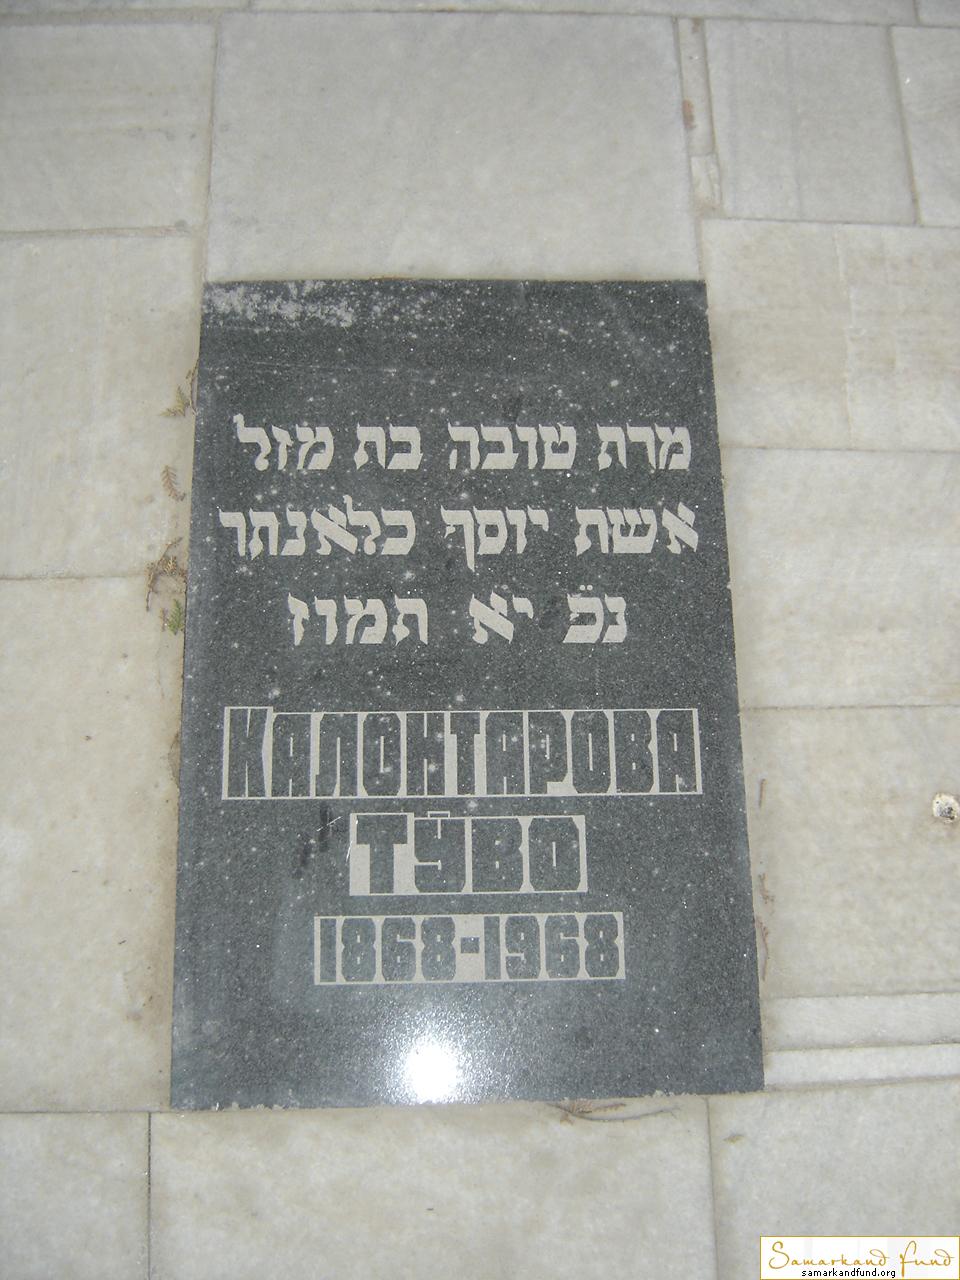 מרת טובה בת מזל
אשת יוסף כלאנתר
נפ יא תמוז
КАЛОНТАРОВА
ТЎВО
1868-1968
Samarkand fund
samarkandfund.org